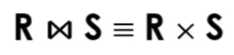 R ⋈ S ≡ R × S